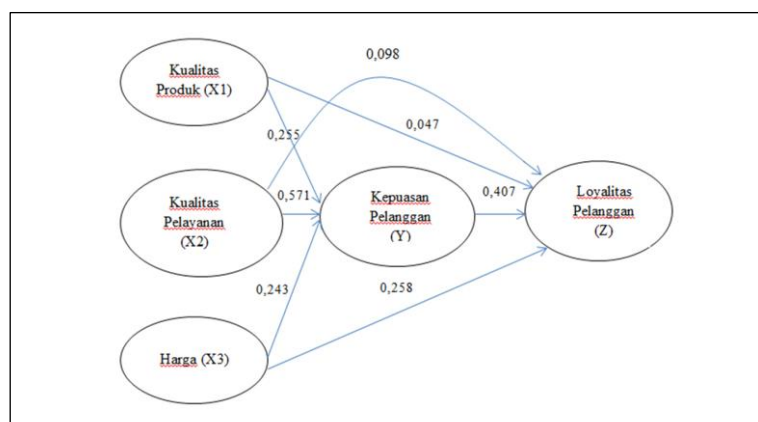 0,098
Kualitas
Produk (X1)
0,047
0,255
Kualitas
Pelayanan
(X2)
0,571
Kepuasan
Pelanggan
(Y)
0,407
Loyalitas
Pelanggan
(Z)
0,243
0,258
Harga (X3)